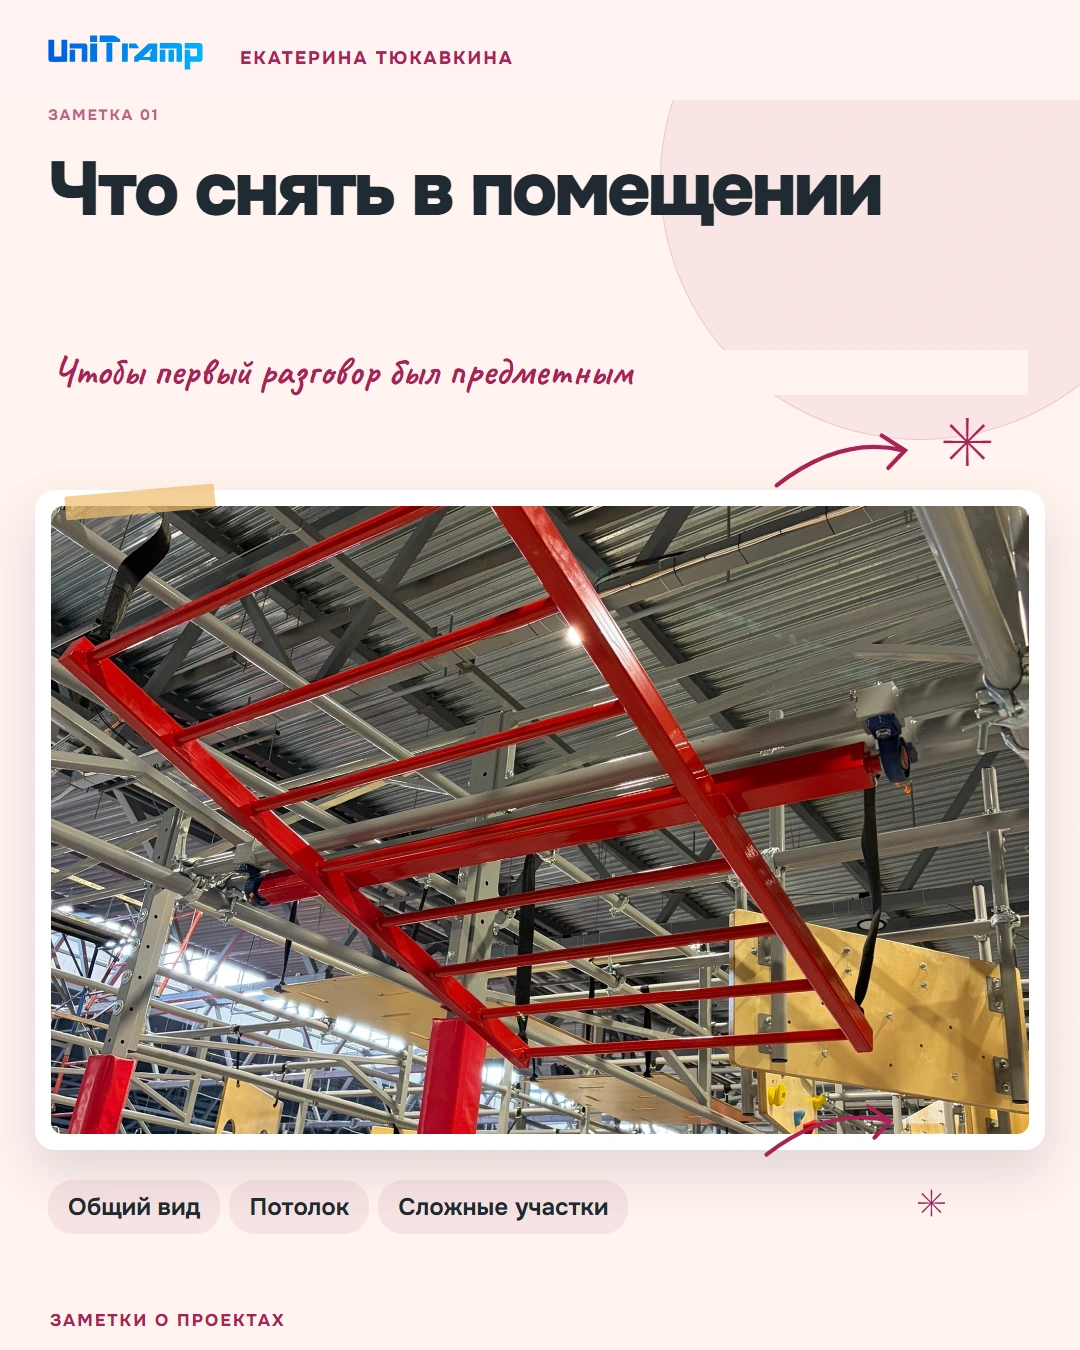 UniTramp
ЕКАТЕРИНА ТЮКАВКИНА
ЗАМЕТКА 01
Что снять в помещении
Чтобы первый разговор был предметным
Общий вид
Потолок
Сложные участки
ЗАМЕТКИ О ПРОЕКТАХ